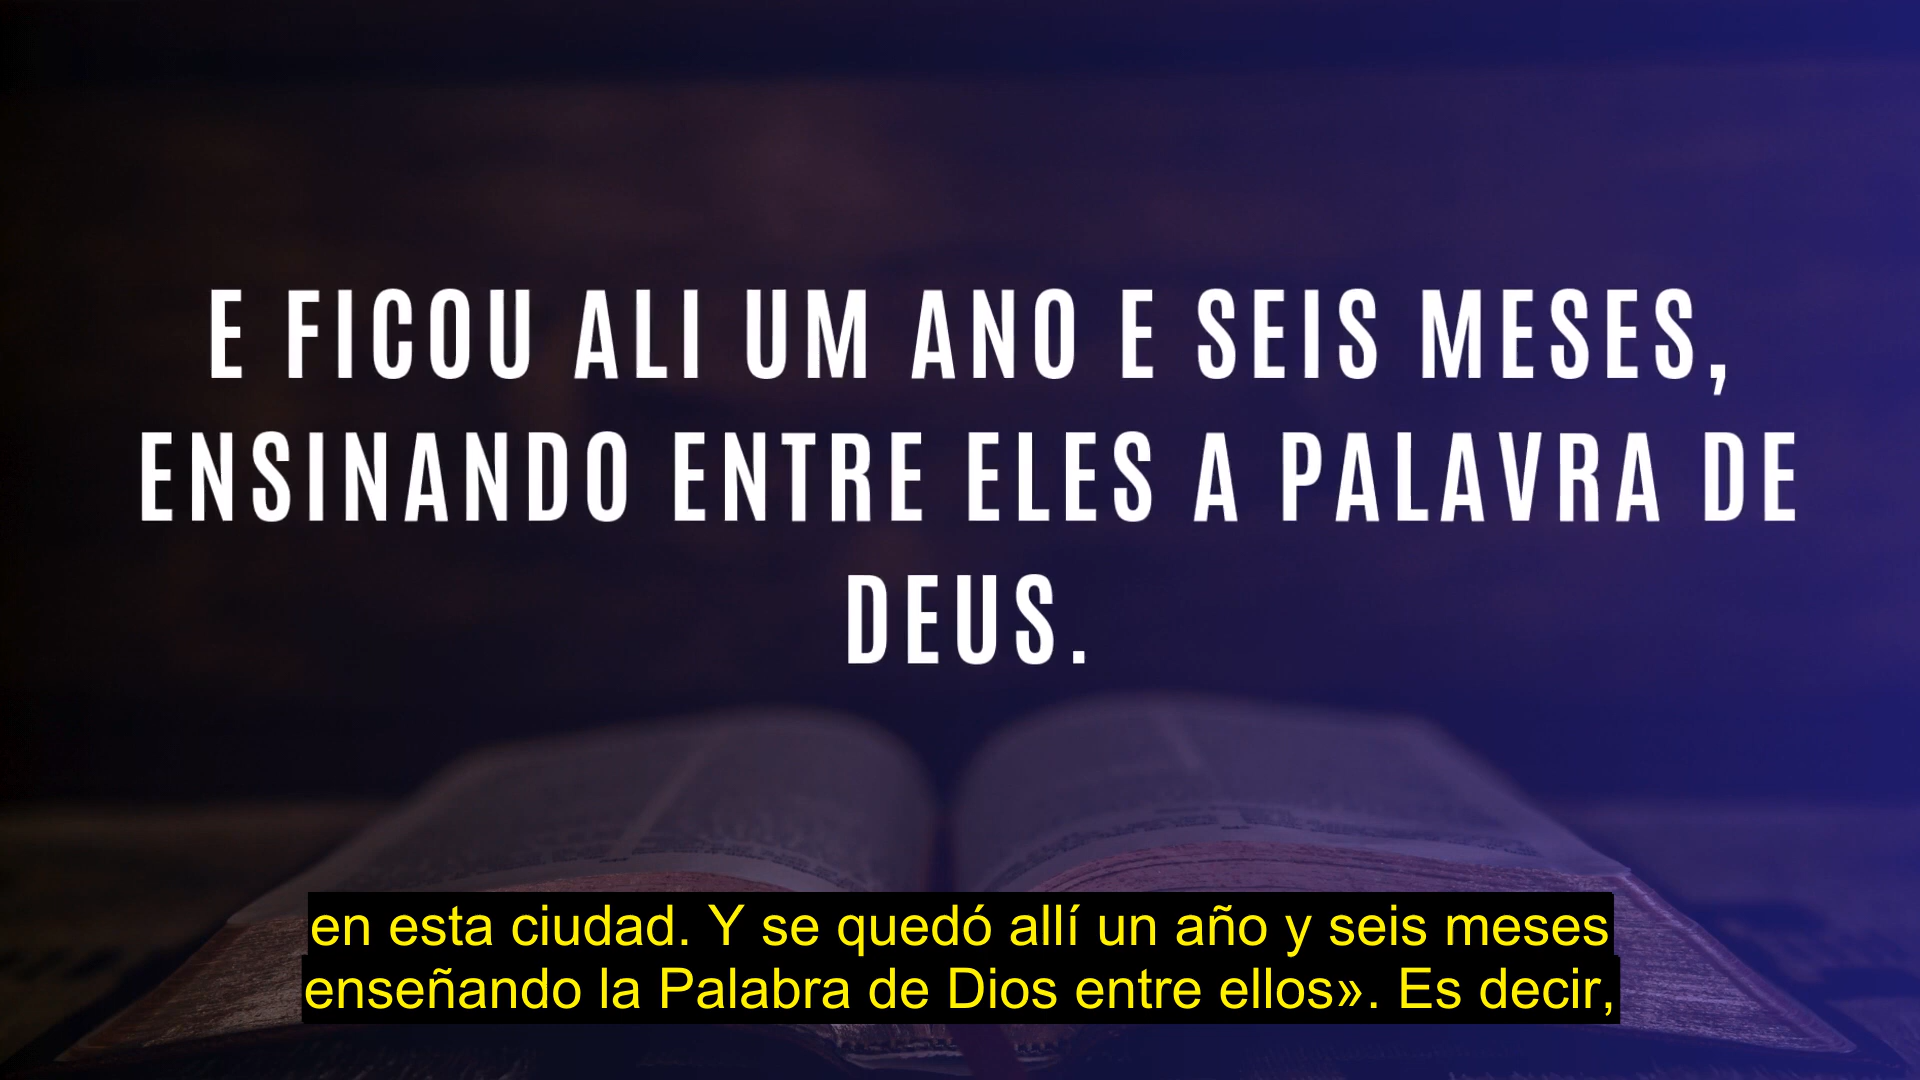 E FICOU ALI UM ANO E SEIS MESES,
ENSINANDO ENTRE ELES A PALAVRA DE
DEUS.
en esta ciudad. Y se quedó allí un año y seis meses
enseñando la Palabra de Dios entre ellos». Es decir,